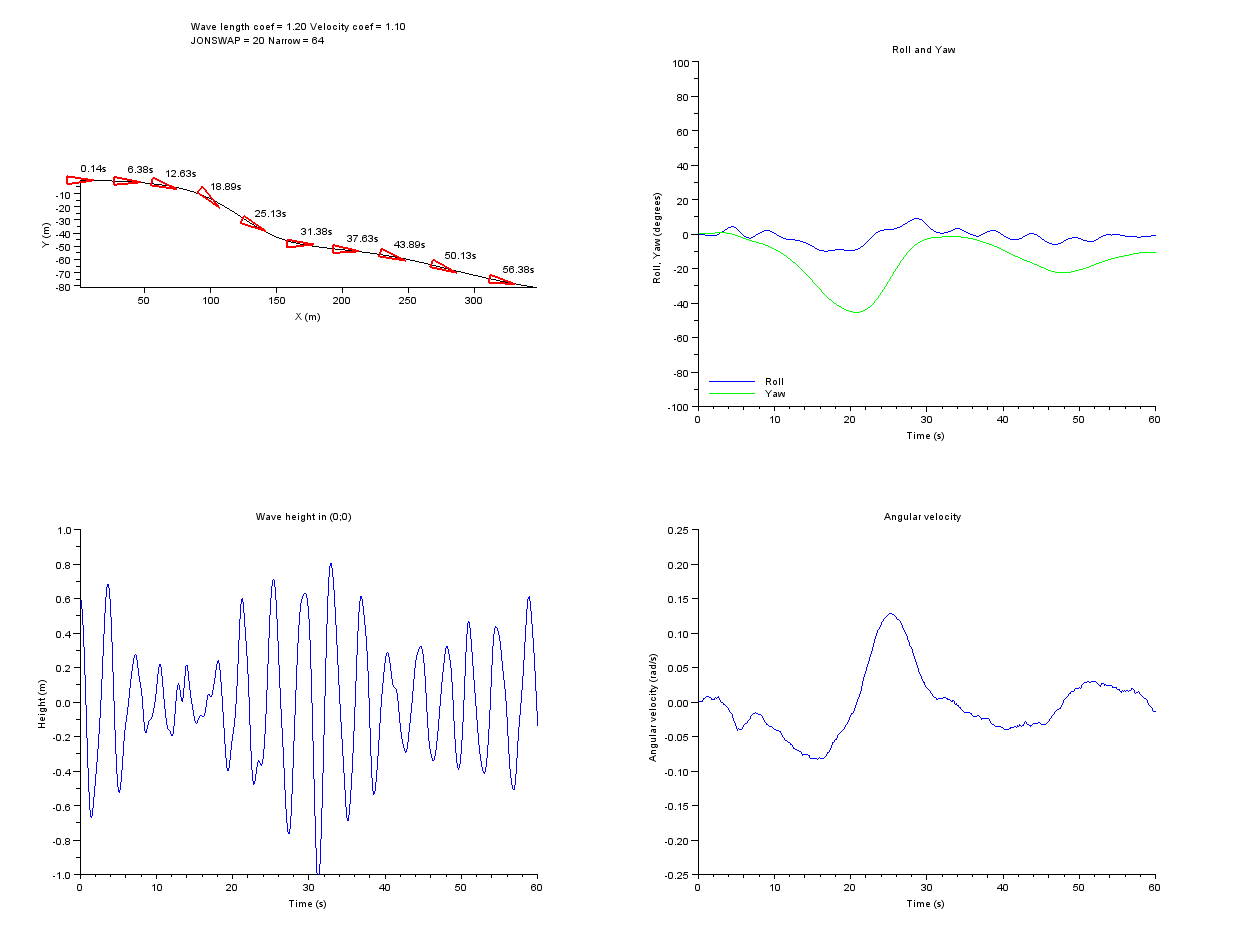 Wave length coef = 1.20 Velocity coef = 1.10
JONSWAP = 20 Narrow = 64
0.14s
6.38s
12.63s
18.89s
25.13s
31.38s
37.63s
43.89s
50.13s
56.38s
Y (m)
-10
-20
-30
-40
-50
-60
-70
-80
50
100
150
200
250
300
X (m)
Roll and Yaw
Roll, Yaw (degrees)
100
80
60
40
20
0
-20
-40
-60
-80
-100
Roll
Yaw
0
10
20
30
40
50
60
Time (s)
Wave height in (0;0)
Height (m)
1.0
0.8
0.6
0.4
0.2
0.0
-0.2
-0.4
-0.6
-0.8
-1.0
0
10
20
30
40
50
60
Time (s)
Angular velocity
Angular velocity (rad/s)
0.25
0.20
0.15
0.10
0.05
0.00
-0.05
-0.10
-0.15
-0.20
-0.25
0
10
20
30
40
50
60
Time (s)